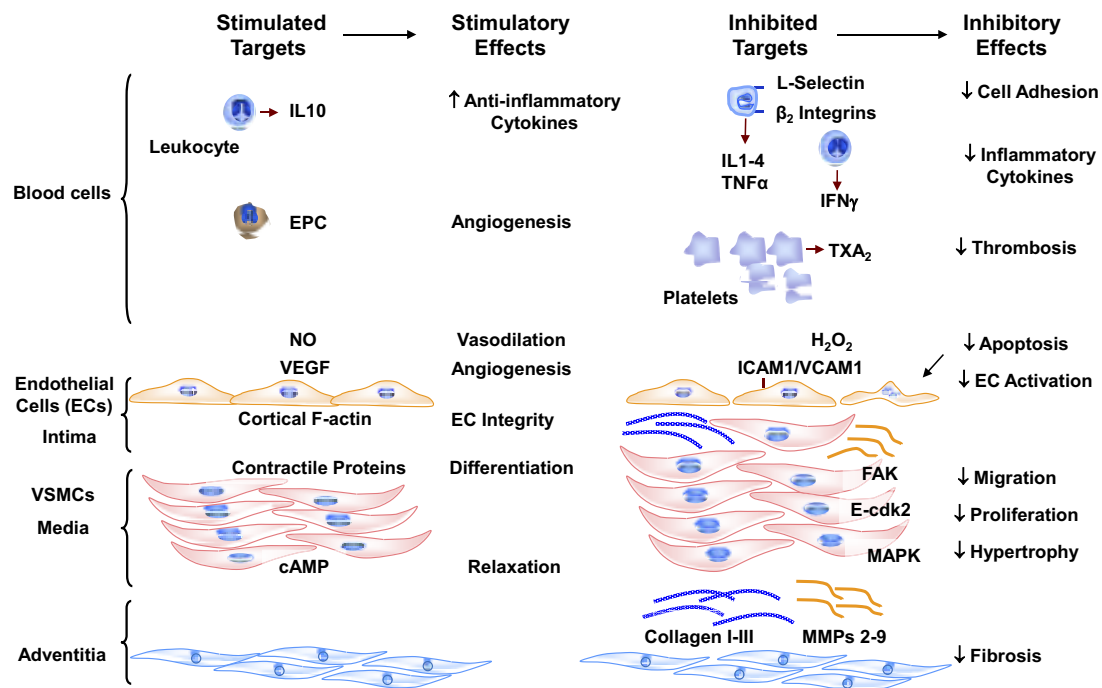 Stimulated Targets
Stimulatory Effects
Inhibited Targets
Inhibitory Effects
Blood cells
Leukocyte
IL10
↑ Anti-inflammatory
Cytokines
L-Selectin
β₂ Integrins
↓ Cell Adhesion
IL1-4
TNFα
IFNγ
↓ Inflammatory
Cytokines
EPC
Angiogenesis
TXA₂
Platelets
↓ Thrombosis
NO
Vasodilation
H₂O₂
↓ Apoptosis
VEGF
Angiogenesis
ICAM1/VCAM1
↓ EC Activation
Endothelial
Cells (ECs)
Intima
Cortical F-actin
EC Integrity
Contractile Proteins
Differentiation
FAK
↓ Migration
VSMCs
Media
E-cdk2
↓ Proliferation
MAPK
↓ Hypertrophy
cAMP
Relaxation
Collagen I-III
MMPs 2-9
Adventitia
↓ Fibrosis